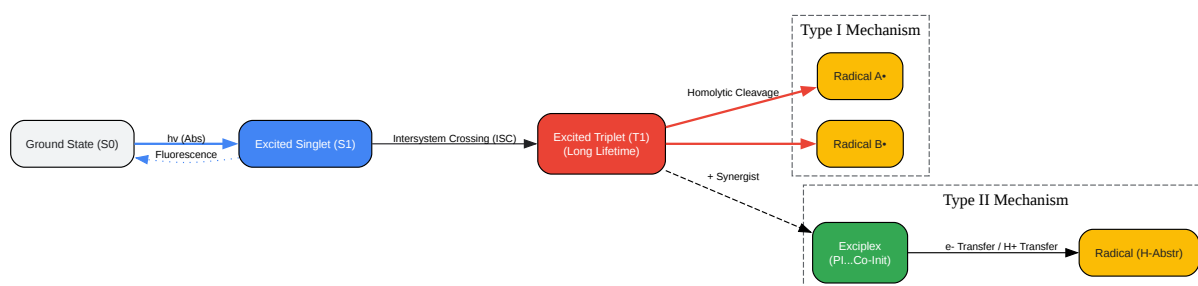 Type I Mechanism
Radical A•
Homolytic Cleavage
Ground State (S0)
hv (Abs)
Fluorescence
Excited Singlet (S1)
Intersystem Crossing (ISC)
Excited Triplet (T1)
(Long Lifetime)
Radical B•
+ Synergist
Type II Mechanism
Exciplex
(PI...Co-Init)
e- Transfer / H+ Transfer
Radical (H-Abstr)